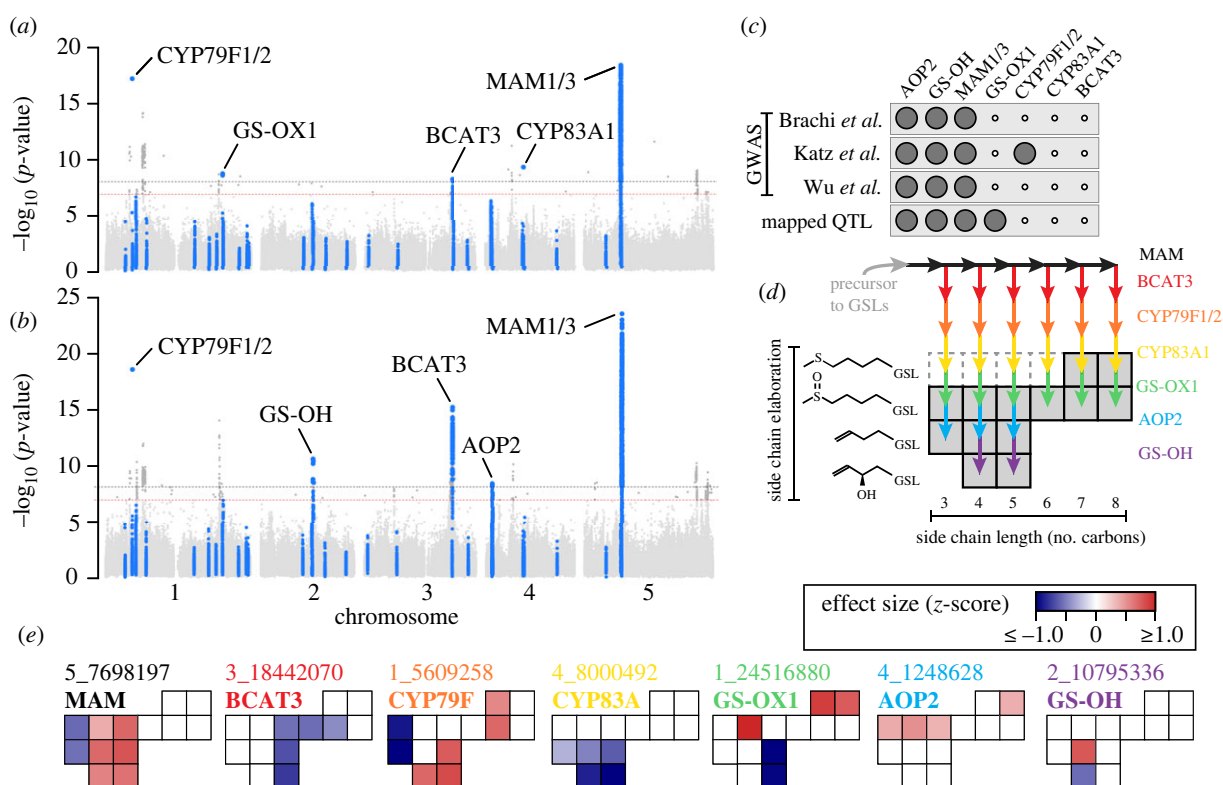 (a)
20
15
10
5
0
−log10 (p-value)
CYP79F1/2
GS-OX1
BCAT3
CYP83A1
MAM1/3
(b)
25
20
15
10
5
0
−log10 (p-value)
CYP79F1/2
GS-OH
BCAT3
AOP2
MAM1/3
1 2 3 4 5
chromosome
(c)
AOP2
GS-OH
MAM1/3
GS-OX1
CYP79F1/2
CYP83A1
BCAT3
GWAS
Brachi et al.
Katz et al.
Wu et al.
mapped QTL
(d)
precursor
to GSLs
MAM
BCAT3
CYP79F1/2
CYP83A1
GS-OX1
AOP2
GS-OH
side chain elaboration
S
GSL
O
S
GSL
GSL
GSL
OH
3 4 5 6 7 8
side chain length (no. carbons)
effect size (z-score)
≤ −1.0 0 ≥1.0
(e)
5_7698197
MAM
3_18442070
BCAT3
1_5609258
CYP79F
4_8000492
CYP83A
1_24516880
GS-OX1
4_1248628
AOP2
2_10795336
GS-OH